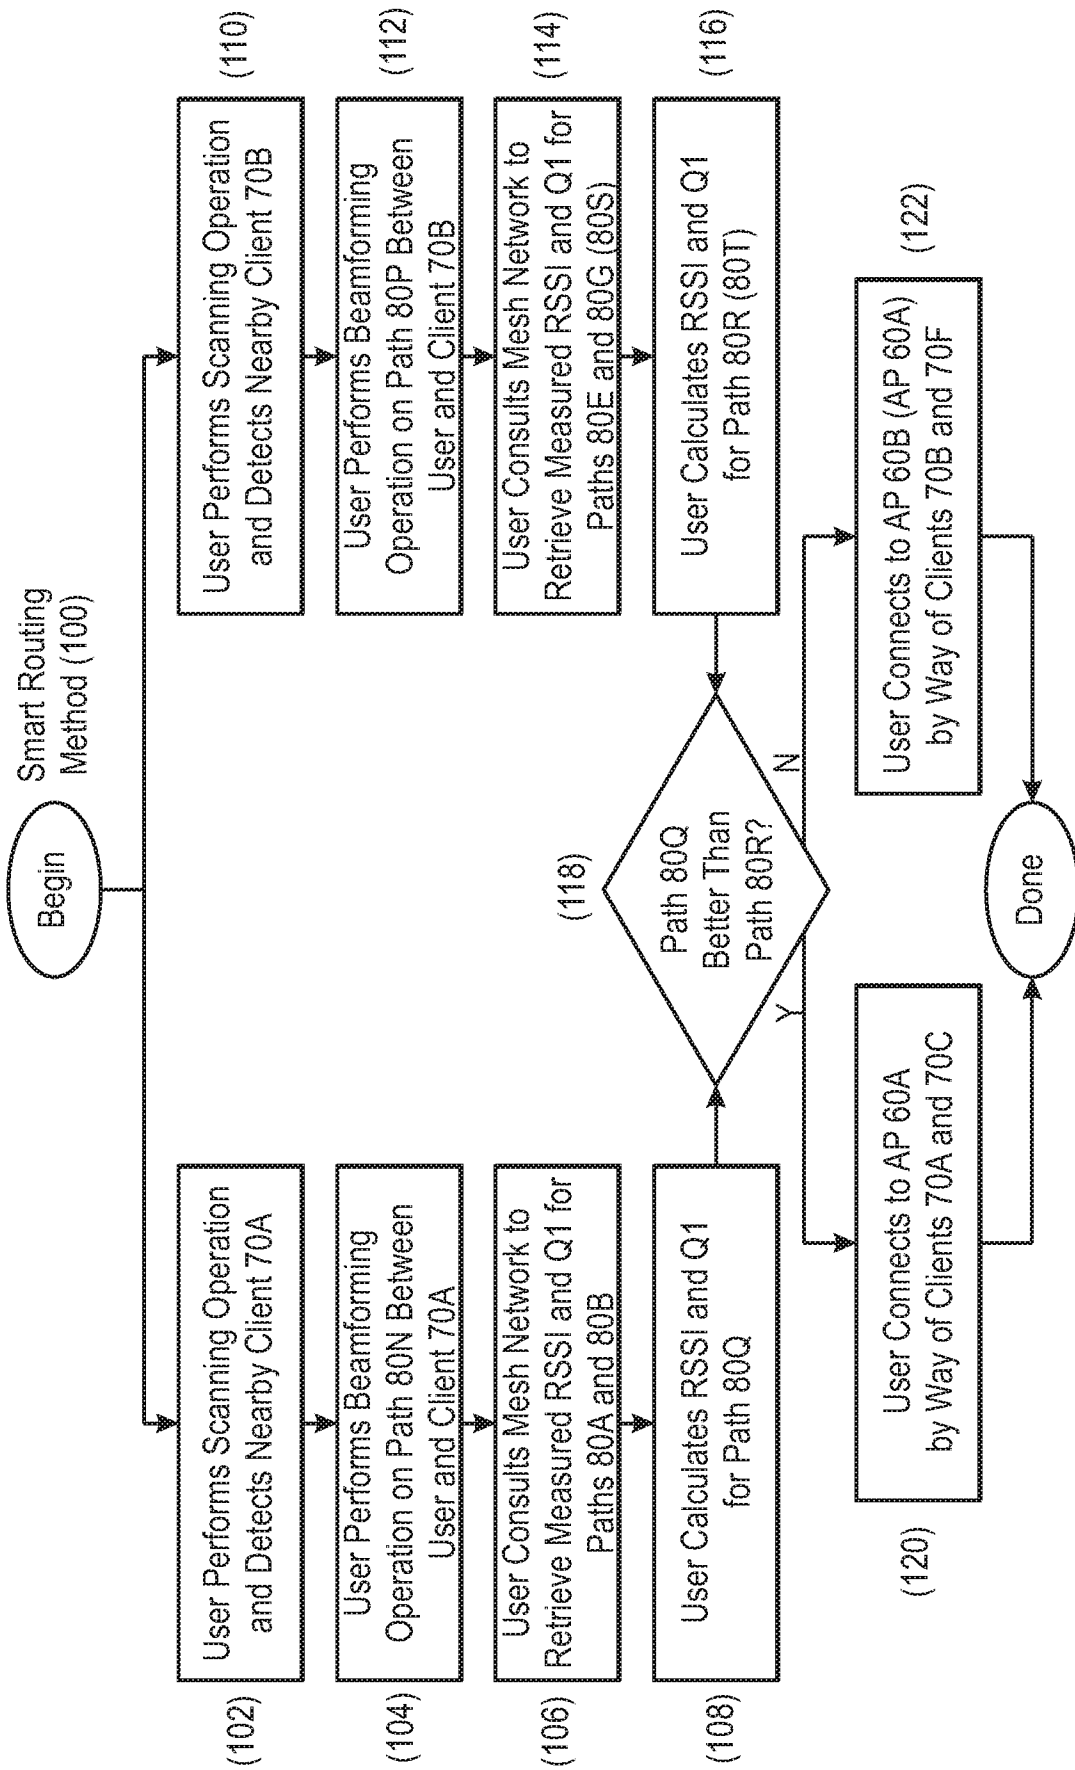 Smart Routing
Method (100)
Begin
(102)
User Performs Scanning Operation
and Detects Nearby Client 70A
(104)
User Performs Beamforming
Operation on Path 80N Between
User and Client 70A
(106)
User Consults Mesh Network to
Retrieve Measured RSSI and Q1 for
Paths 80A and 80B
(108)
User Calculates RSSI and Q1
for Path 80Q
User Performs Scanning Operation
and Detects Nearby Client 70B
(110)
User Performs Beamforming
Operation on Path 80P Between
User and Client 70B
(112)
User Consults Mesh Network to
Retrieve Measured RSSI and Q1 for
Paths 80E and 80G (80S)
(114)
User Calculates RSSI and Q1
for Path 80R (80T)
(116)
(118)
Path 80Q
Better Than
Path 80R?
Y
N
(120)
User Connects to AP 60A
by Way of Clients 70A and 70C
User Connects to AP 60B (AP 60A)
by Way of Clients 70B and 70F
(122)
Done